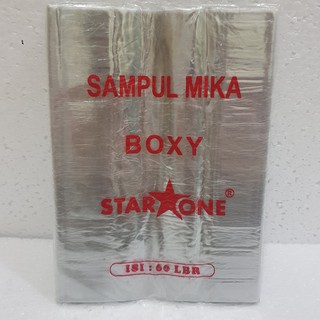 SAMPUL MIKA
BOXY
STAR★ONE®
ISI : 60 LBR